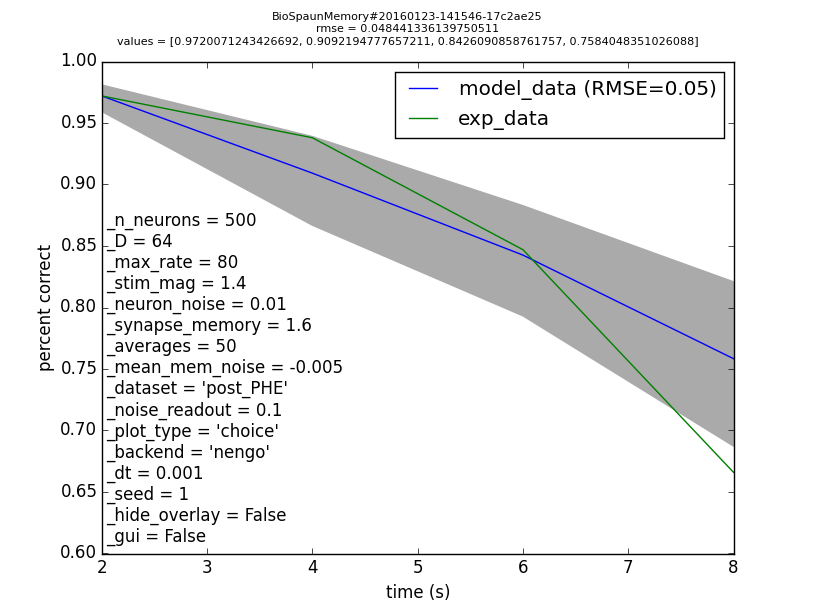 BioSpaunMemory#20160123-141546-17c2ae25
rmse = 0.048441336139750511
values = [0.9720071243426692, 0.9092194777657211, 0.8426090858761757, 0.7584048351026088]
1.00
0.95
0.90
0.85
0.80
0.75
0.70
0.65
0.60
percent correct
model_data (RMSE=0.05)
exp_data
_n_neurons = 500
_D = 64
_max_rate = 80
_stim_mag = 1.4
_neuron_noise = 0.01
_synapse_memory = 1.6
_averages = 50
_mean_mem_noise = -0.005
_dataset = 'post_PHE'
_noise_readout = 0.1
_plot_type = 'choice'
_backend = 'nengo'
_dt = 0.001
_seed = 1
_hide_overlay = False
_gui = False
2 3 4 5 6 7 8
time (s)